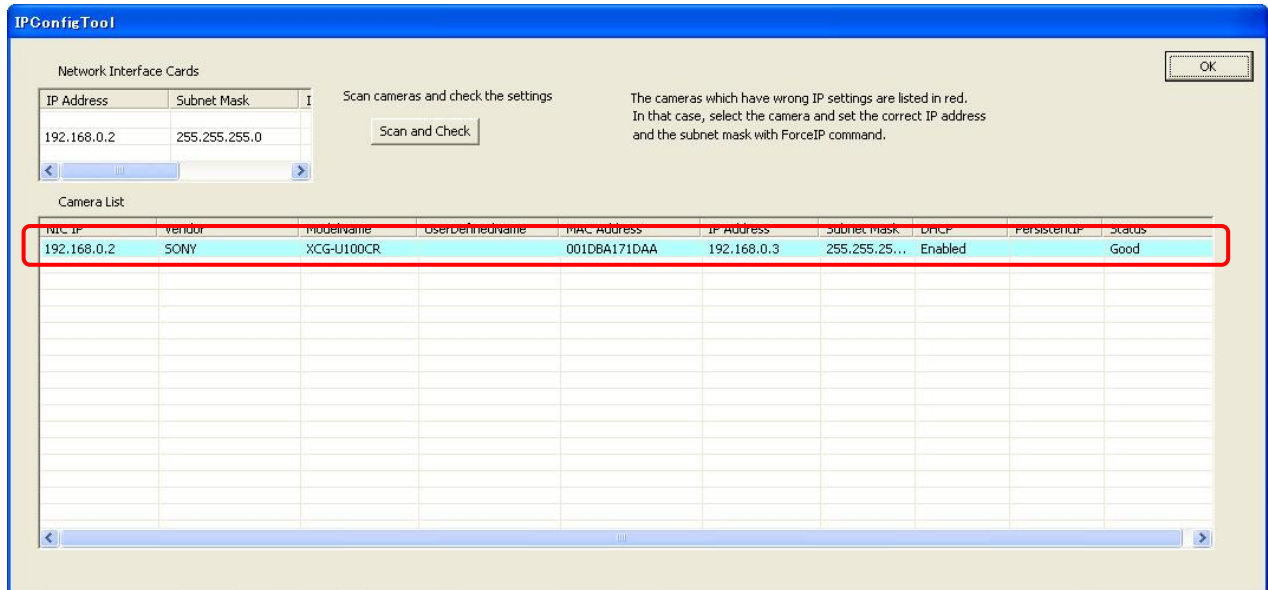 IPConfigTool
OK
Network Interface Cards
IP Address Subnet Mask I
192.168.0.2 255.255.255.0
Scan cameras and check the settings
Scan and Check
The cameras which have wrong IP settings are listed in red.
In that case, select the camera and set the correct IP address
and the subnet mask with ForceIP command.
Camera List
NIC IP Vendor ModelName UserDefinedName MAC Address IP Address Subnet Mask DHCP PersistentIP Status
192.168.0.2 SONY XCG-U100CR 001DBA171DAA 192.168.0.3 255.255.25... Enabled Good